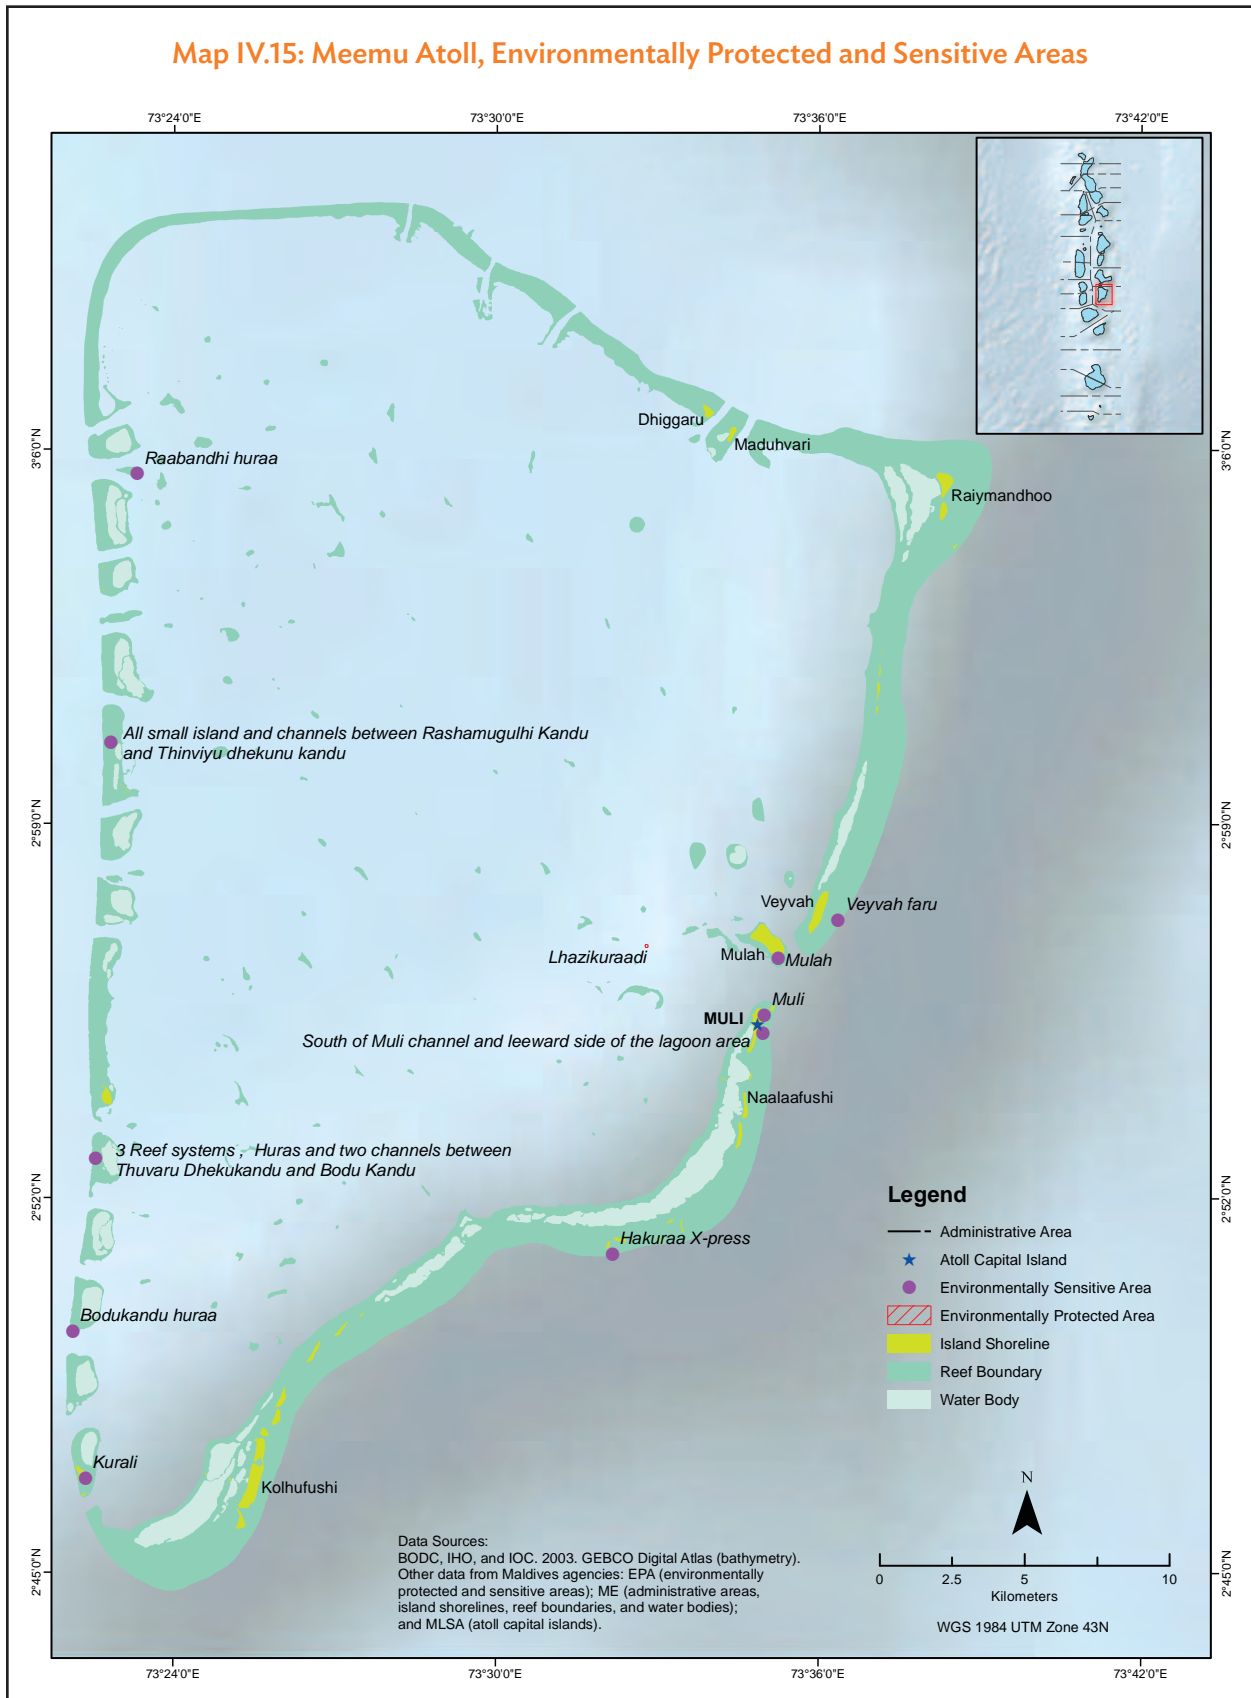 Map IV.15: Meemu Atoll, Environmentally Protected and Sensitive Areas
73°24'0"E
73°30'0"E
73°36'0"E
73°42'0"E
Dhiggaru
Maduhvari
3°6'0"N
3°6'0"N
Raabandhi huraa
Raiymandhoo
All small island and channels between Rashamugulhi Kandu
and Thinviyu dhekunu kandu
2°59'0"N
2°59'0"N
Veyvah
Veyvah faru
Lhazikuraadi
Mulah
Mulah
Muli
MULI
South of Muli channel and leeward side of the lagoon area
Naalaafushi
3 Reef systems , Huras and two channels between
Thuvaru Dhekukandu and Bodu Kandu
2°52'0"N
2°52'0"N
Legend
Administrative Area
Atoll Capital Island
Environmentally Sensitive Area
Environmentally Protected Area
Island Shoreline
Reef Boundary
Water Body
Hakuraa X-press
Bodukandu huraa
Kurali
Kolhufushi
N
Data Sources:
BODC, IHO, and IOC. 2003. GEBCO Digital Atlas (bathymetry).
Other data from Maldives agencies: EPA (environmentally
protected and sensitive areas); ME (administrative areas,
island shorelines, reef boundaries, and water bodies);
and MLSA (atoll capital islands).
2°45'0"N
2°45'0"N
0 2.5 5 10
Kilometers
WGS 1984 UTM Zone 43N
73°24'0"E
73°30'0"E
73°36'0"E
73°42'0"E